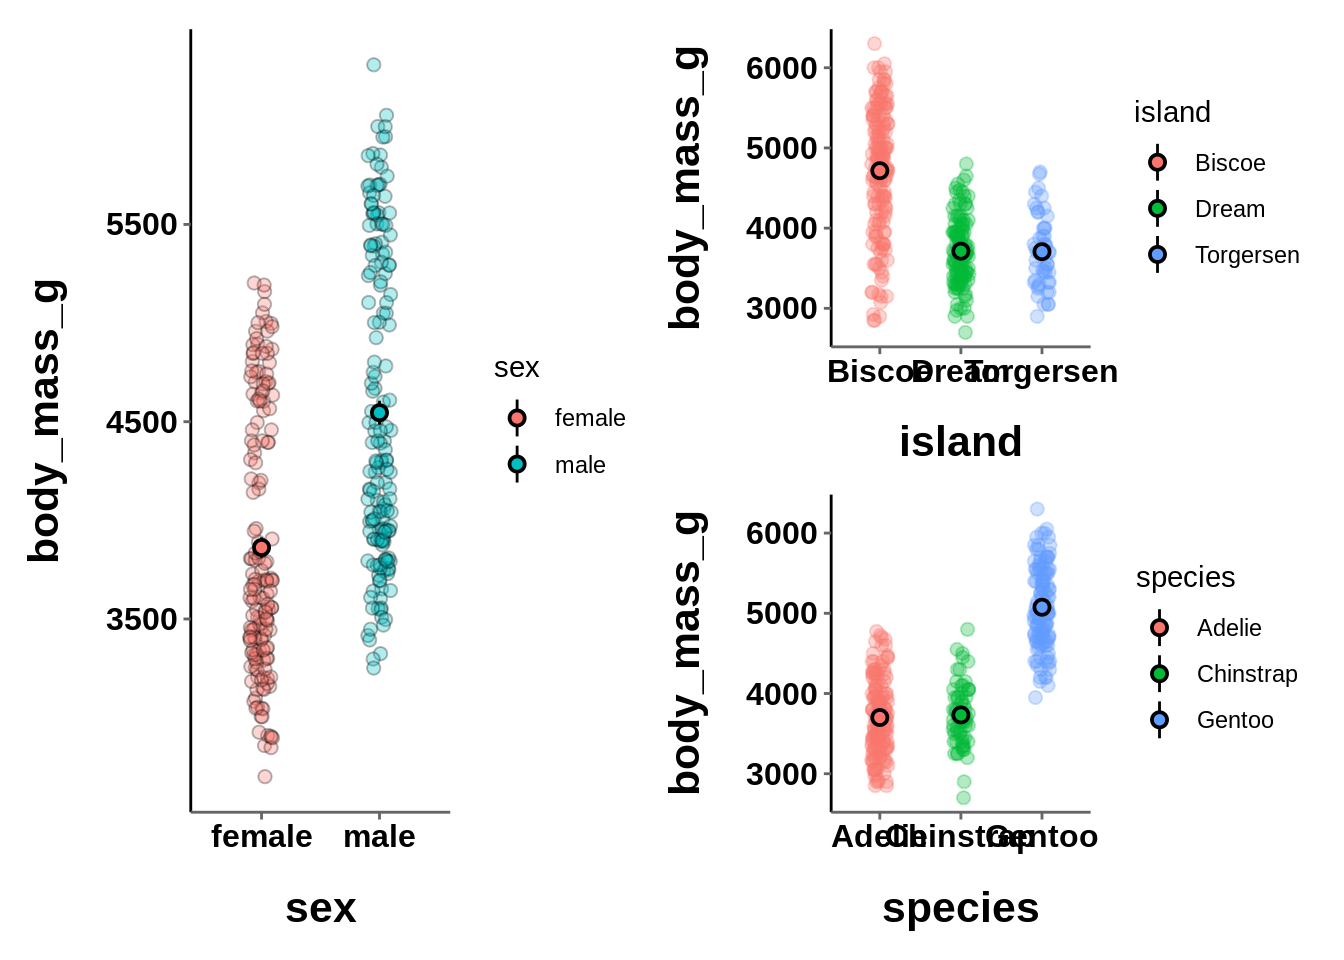 body_mass_g
5500
4500
3500
female male
sex
sex
female
male
body_mass_g
6000
5000
4000
3000
Biscoe Dream Torgersen
island
island
Biscoe
Dream
Torgersen
body_mass_g
6000
5000
4000
3000
Adelie Chinstrap Gentoo
species
species
Adelie
Chinstrap
Gentoo